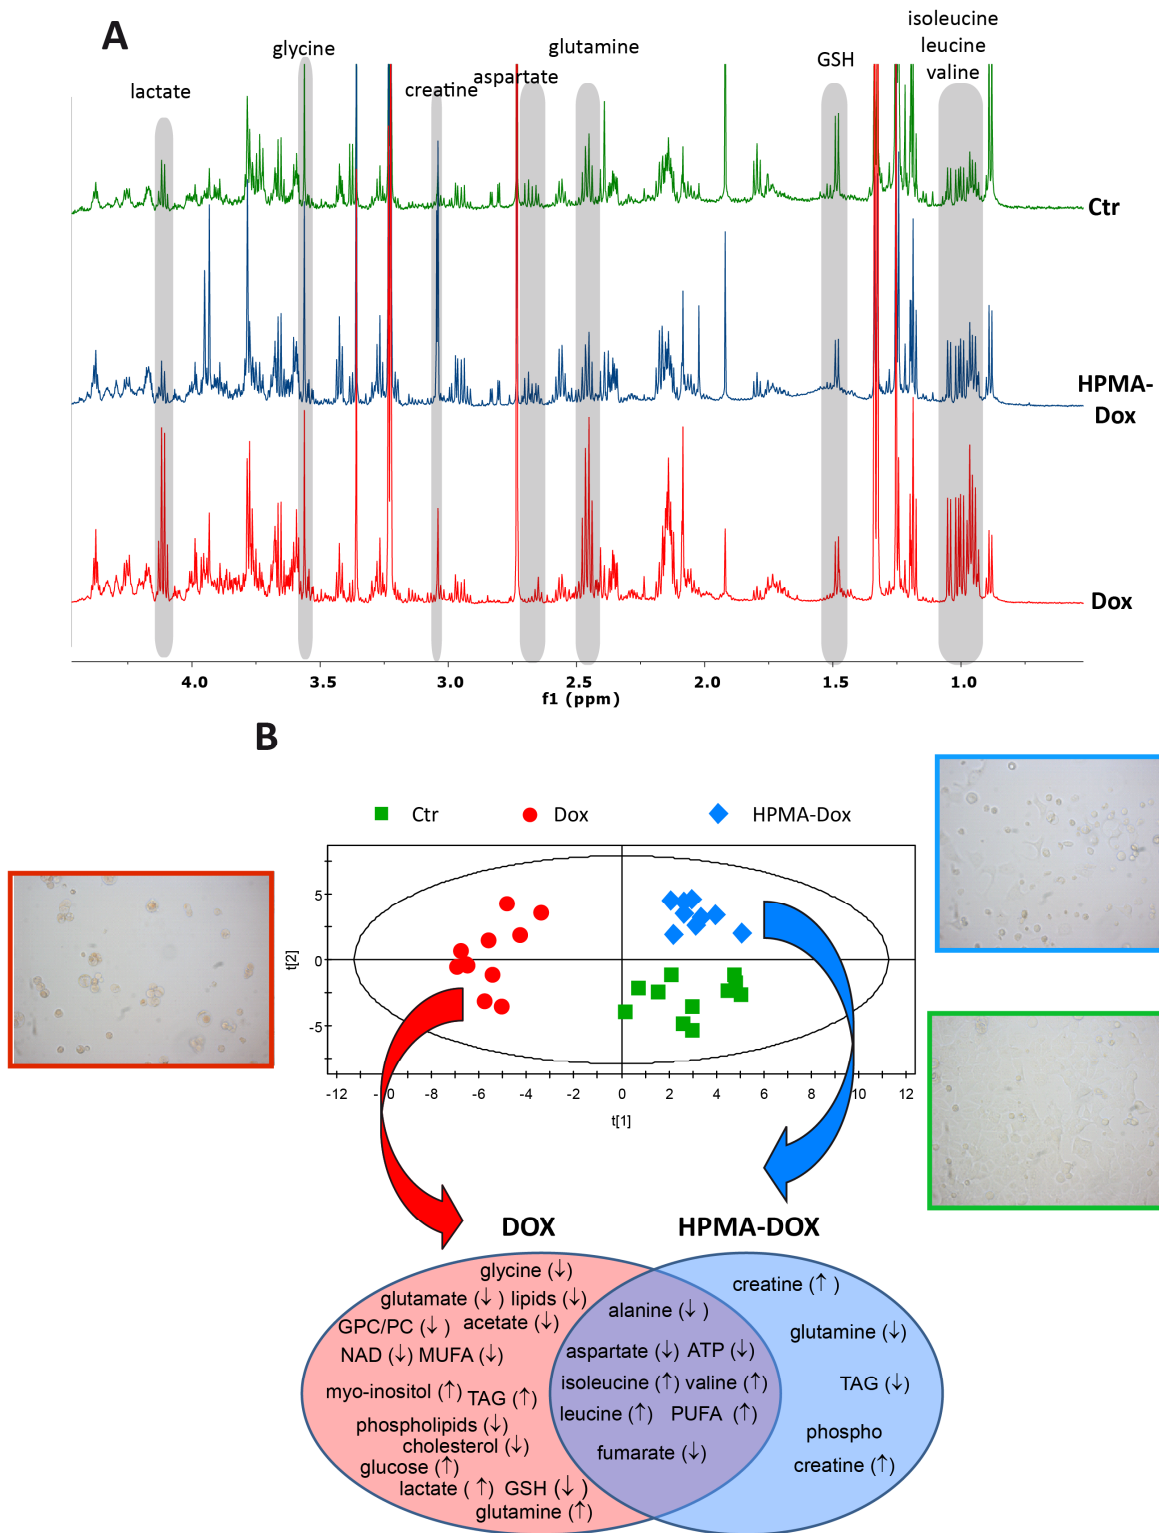 A
isoleucine
leucine
valine
glycine
glutamine
GSH
aspartate
creatine
lactate
Ctr
HPMA-
Dox
Dox
4.0 3.5 3.0 2.5 2.0 1.5 1.0
f1 (ppm)
B
Ctr Dox HPMA-Dox
5
0
-5
t[2]
-12 -10 -8 -6 -4 -2 0 2 4 6 8 10 12
t[1]
DOX HPMA-DOX
glycine (↓)
glutamate (↓) lipids (↓)
GPC/PC (↓) acetate (↓)
NAD (↓) MUFA (↓)
myo-inositol (↑) TAG (↑)
phospholipids (↓)
cholesterol (↓)
glucose (↑)
lactate (↑) GSH (↓)
glutamine (↑)
alanine (↓)
aspartate (↓) ATP (↓)
isoleucine (↑) valine (↑)
leucine (↑) PUFA (↑)
fumarate (↓)
creatine (↑)
glutamine (↓)
TAG (↓)
phospho
creatine (↑)